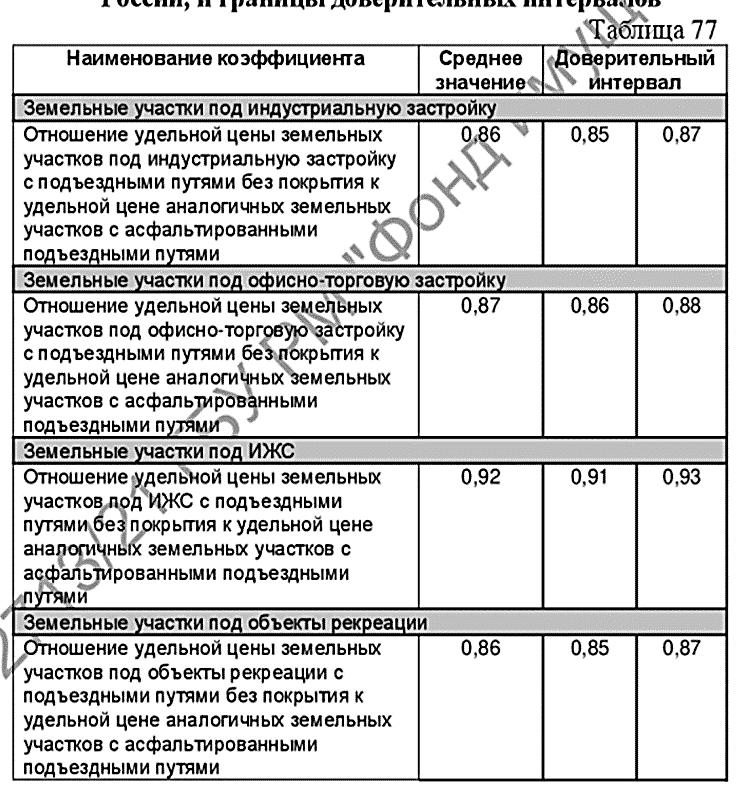 России, и границы доверительных интервалов
Таблица 77
Наименование коэффициента Среднее значение Доверительный интервал
Земельные участки под индустриальную застройку
Отношение удельной цены земельных 0,86 0,85 0,87
участков под индустриальную застройку
с подъездными путями без покрытия к
удельной цене аналогичных земельных
участков с асфальтированными
подъездными путями
Земельные участки под офисно-торговую застройку
Отношение удельной цены земельных 0,87 0,86 0,88
участков под офисно-торговую застройку
с подъездными путями без покрытия к
удельной цене аналогичных земельных
участков с асфальтированными
подъездными путями
Земельные участки под ИЖС
Отношение удельной цены земельных 0,92 0,91 0,93
участков под ИЖС с подъездными
путями без покрытия к удельной цене
аналогичных земельных участков с
асфальтированными подъездными
путями
Земельные участки под объекты рекреации
Отношение удельной цены земельных 0,86 0,85 0,87
участков под объекты рекреации с
подъездными путями без покрытия к
удельной цене аналогичных земельных
участков с асфальтированными
подъездными путями
2713/21 ГБУ РМ "Фонд имущ